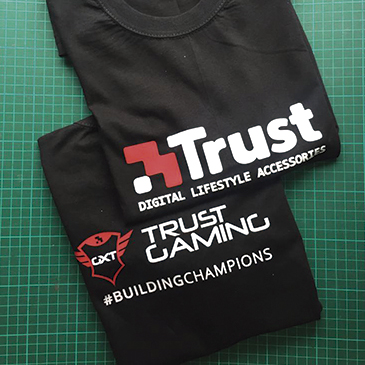 Trust
DIGITAL LIFESTYLE ACCESSORIES
GXT
TRUST
GAMING
#BUILDINGCHAMPIONS